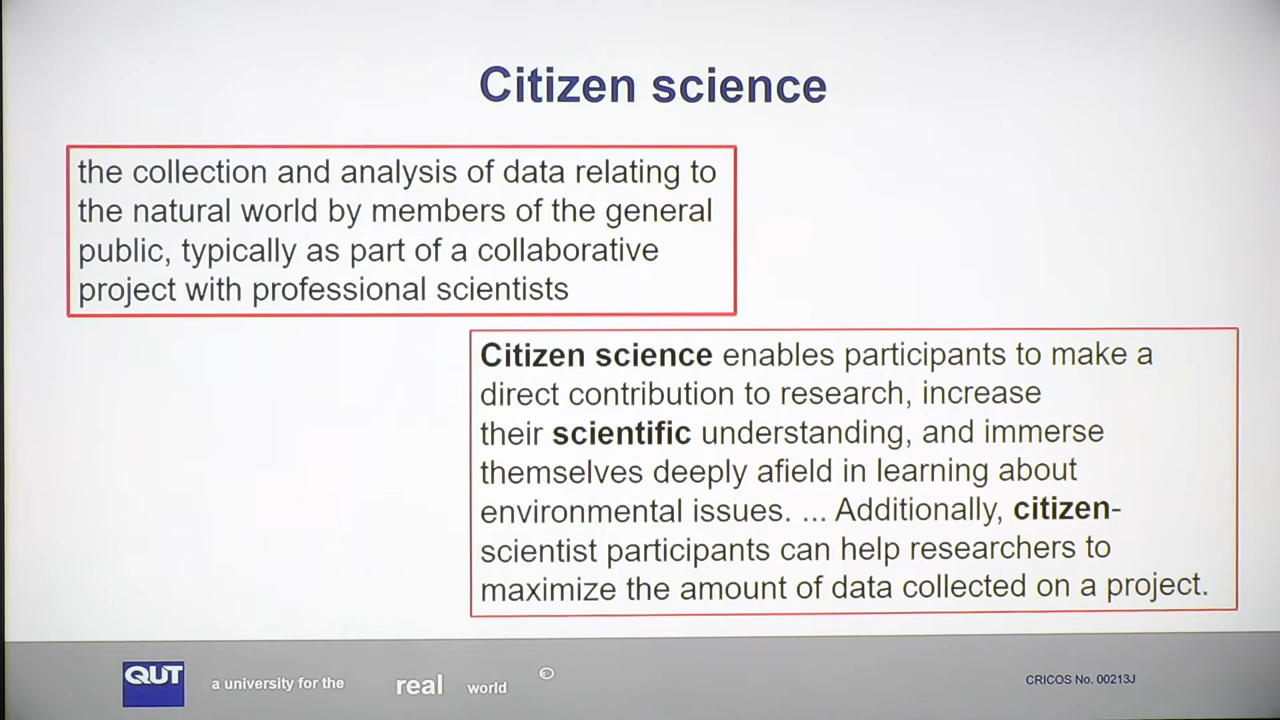 Citizen science
the collection and analysis of data relating to
the natural world by members of the general
public, typically as part of a collaborative
project with professional scientists
Citizen science enables participants to make a
direct contribution to research, increase
their scientific understanding, and immerse
themselves deeply afield in learning about
environmental issues. ... Additionally, citizen-
scientist participants can help researchers to
maximize the amount of data collected on a project.
QUT
a university for the real world
CRICOS No. 00213J